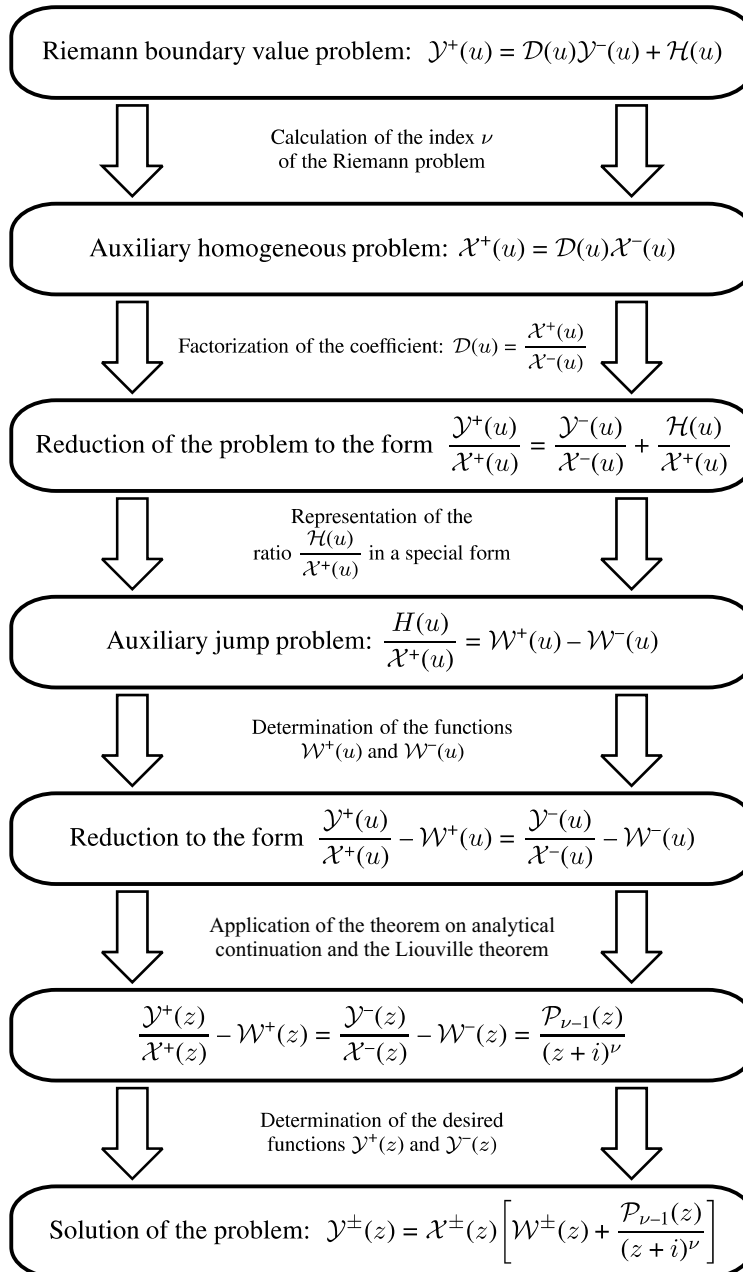 Riemann boundary value problem: 𝒴⁺(u) = 𝒟(u)𝒴⁻(u) + ℋ(u)
Calculation of the index ν
of the Riemann problem
Auxiliary homogeneous problem: 𝒳⁺(u) = 𝒟(u)𝒳⁻(u)
Factorization of the coefficient: 𝒟(u) = 𝒳⁺(u)/𝒳⁻(u)
Reduction of the problem to the form 𝒴⁺(u)/𝒳⁺(u) = 𝒴⁻(u)/𝒳⁻(u) + ℋ(u)/𝒳⁺(u)
Representation of the
ratio ℋ(u)/𝒳⁺(u) in a special form
Auxiliary jump problem: H(u)/𝒳⁺(u) = 𝒲⁺(u) – 𝒲⁻(u)
Determination of the functions
𝒲⁺(u) and 𝒲⁻(u)
Reduction to the form 𝒴⁺(u)/𝒳⁺(u) – 𝒲⁺(u) = 𝒴⁻(u)/𝒳⁻(u) – 𝒲⁻(u)
Application of the theorem on analytical
continuation and the Liouville theorem
𝒴⁺(z)/𝒳⁺(z) – 𝒲⁺(z) = 𝒴⁻(z)/𝒳⁻(z) – 𝒲⁻(z) = 𝒫_{ν–1}(z)/(z + i)^ν
Determination of the desired
functions 𝒴⁺(z) and 𝒴⁻(z)
Solution of the problem: 𝒴^±(z) = 𝒳^±(z)[𝒲^±(z) + 𝒫_{ν–1}(z)/(z + i)^ν]